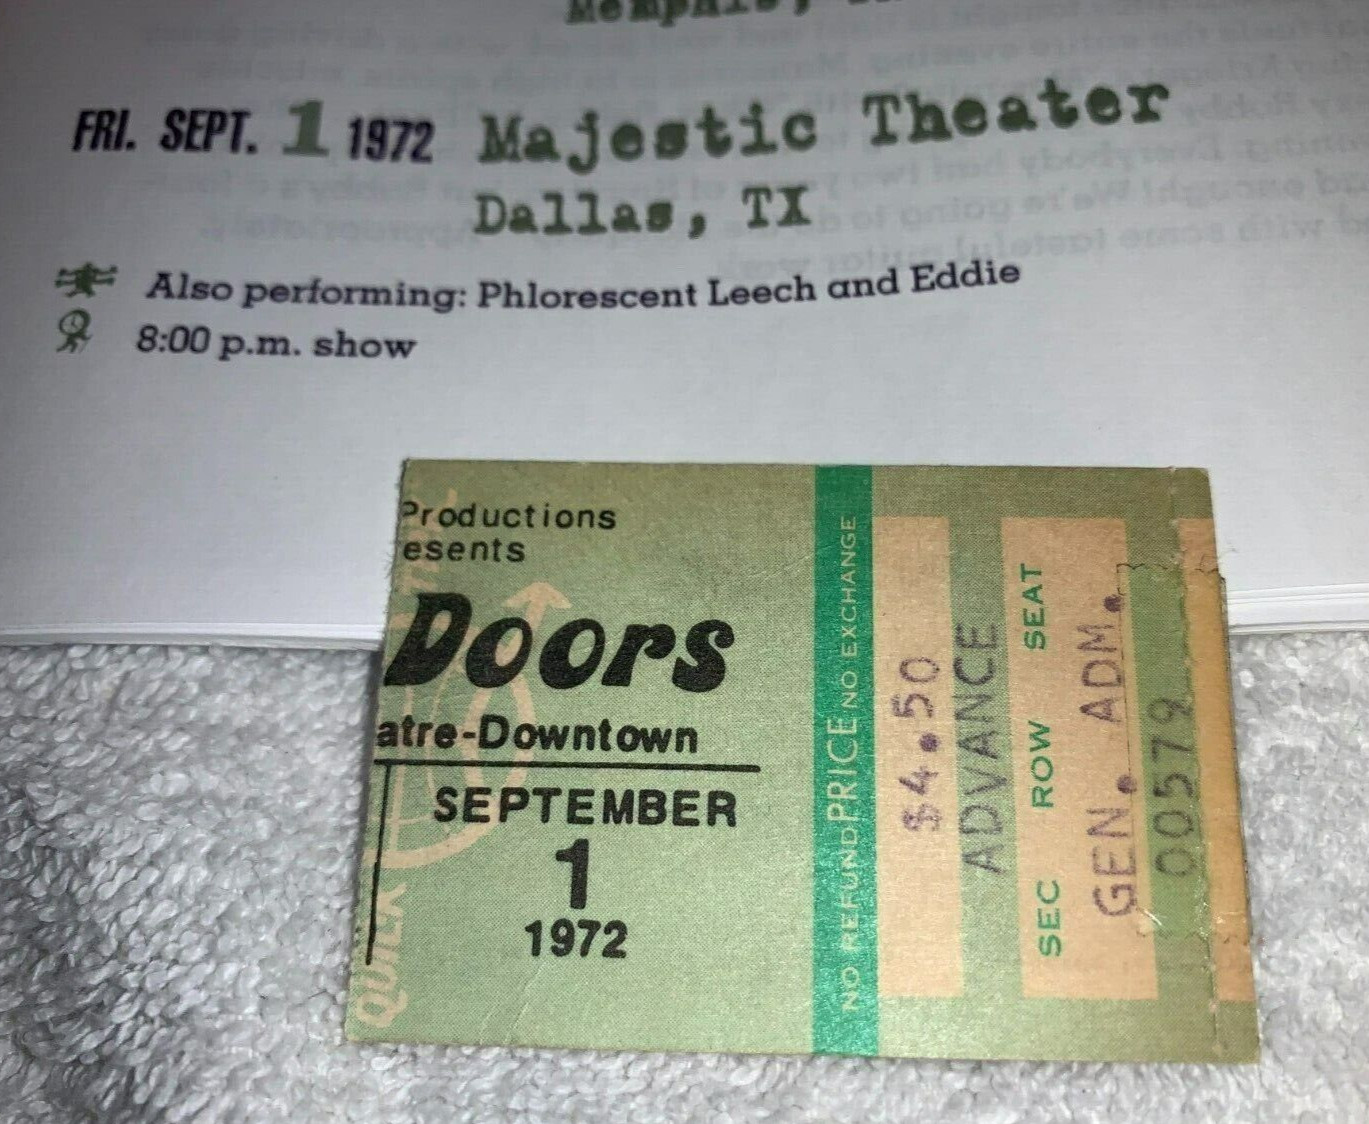 Memphis,
FRI. SEPT. 1 1972 Majestic Theater
Dallas, TX
Also performing: Phlorescent Leech and Eddie
8:00 p.m. show
Productions
esents
Doors
atre-Downtown
SEPTEMBER
1
1972
QUICK
NO REFUND PRICE NO EXCHANGE
$4.50
ADVANCE
SEC ROW SEAT
GEN. ADM.
00579